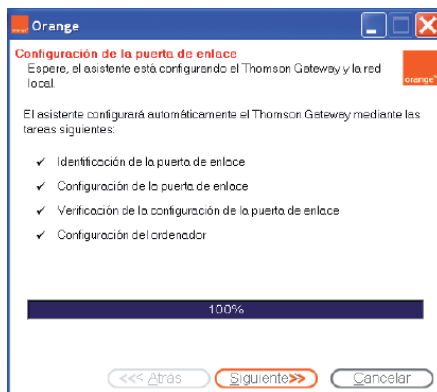 orange Orange
Configuración de la puerta de enlace
Espere, el asistente está configurando el Thomson Gateway y la red
local.
orange
El asistente configurará automáticamente el Thomson Gateway mediante las
tareas siguientes:
✓ Identificación de la puerta de enlace
✓ Configuración de la puerta de enlace
✓ Verificación de la configuración de la puerta de enlace
✓ Configuración del ordenador
100%
<<< Atrás Siguiente>> Cancelar